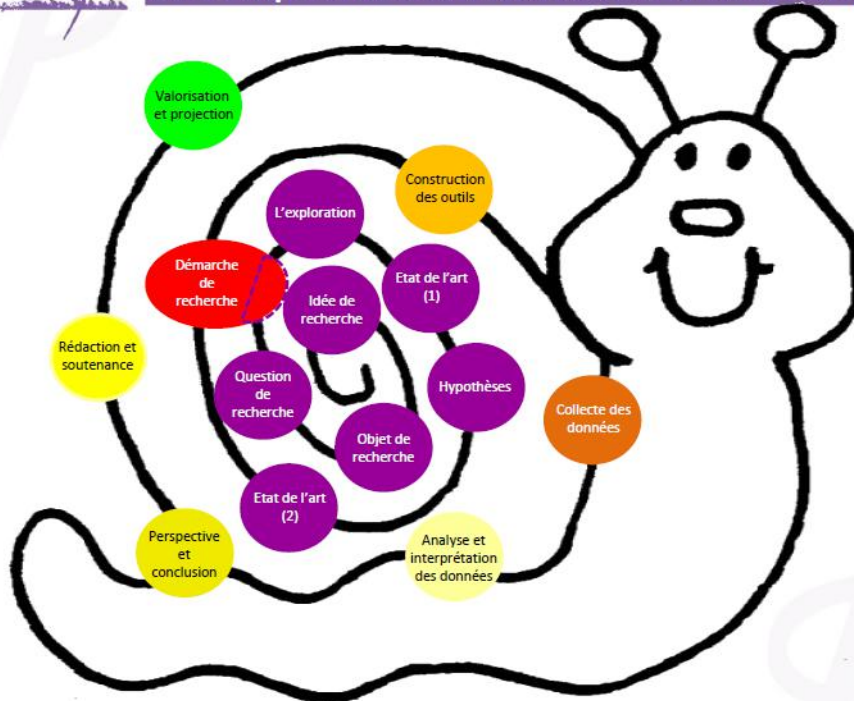 Valorisation
et projection
Construction
des outils
L'exploration
Démarche
de
recherche
Idée de
recherche
Etat de l'art
(1)
Rédaction et
soutenance
Question
de
recherche
Hypothèses
Objet de
recherche
Collecte des
données
Etat de l'art
(2)
Perspective
et
conclusion
Analyse et
interprétation
des données